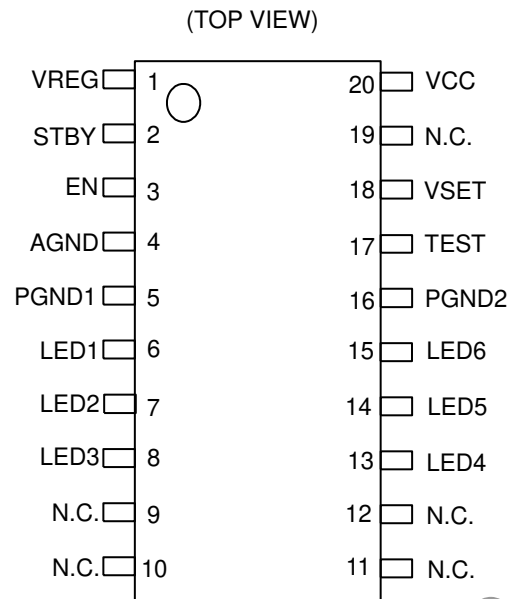 (TOP VIEW)
VREG 1 20 VCC
STBY 2 19 N.C.
EN 3 18 VSET
AGND 4 17 TEST
PGND1 5 16 PGND2
LED1 6 15 LED6
LED2 7 14 LED5
LED3 8 13 LED4
N.C. 9 12 N.C.
N.C. 10 11 N.C.